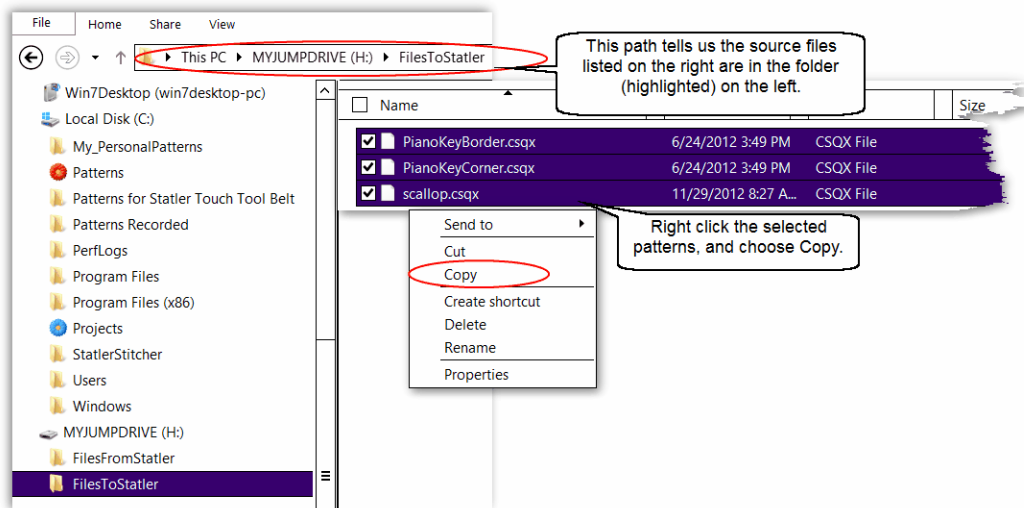 File Home Share View
This PC MYJUMPDRIVE (H:) FilesToStatler
This path tells us the source files
listed on the right are in the folder
(highlighted) on the left.
Win7Desktop (win7desktop-pc)
Local Disk (C:)
My_PersonalPatterns
Patterns
Patterns for Statler Touch Tool Belt
Patterns Recorded
PerfLogs
Program Files
Program Files (x86)
Projects
StatlerStitcher
Users
Windows
MYJUMPDRIVE (H:)
FilesFromStatler
FilesToStatler
Name Size
PianoKeyBorder.csqx 6/24/2012 3:49 PM CSQX File
PianoKeyCorner.csqx 6/24/2012 3:49 PM CSQX File
scallop.csqx 11/29/2012 8:27 A... CSQX File
Send to
Cut
Copy
Create shortcut
Delete
Rename
Properties
Right click the selected
patterns, and choose Copy.